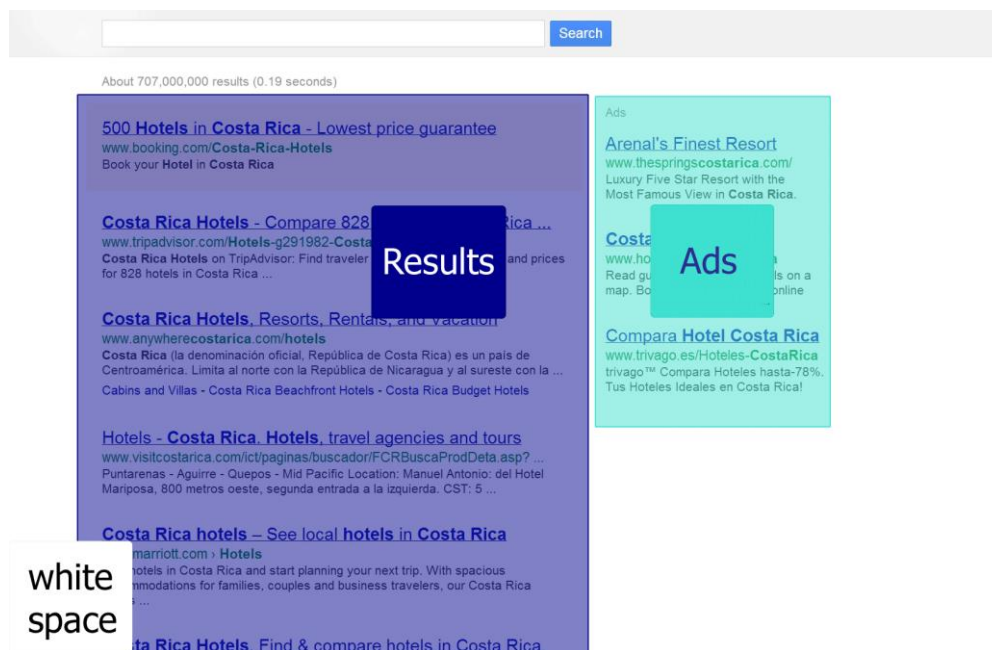 Search
About 707,000,000 results (0.19 seconds)
500 Hotels in Costa Rica - Lowest price guarantee
www.booking.com/Costa-Rica-Hotels
Book your Hotel in Costa Rica
Costa Rica Hotels - Compare 828 Rica ...
www.tripadvisor.com/Hotels-g291982-Costa
Costa Rica Hotels on TripAdvisor: Find traveler and prices
for 828 hotels in Costa Rica ...
Results
Costa Rica Hotels, Resorts, Rentals, and Vacation
www.anywherecostarica.com/hotels
Costa Rica (la denominación oficial, República de Costa Rica) es un país de
Centroamérica. Limita al norte con la República de Nicaragua y al sureste con la ...
Cabins and Villas - Costa Rica Beachfront Hotels - Costa Rica Budget Hotels
Hotels - Costa Rica. Hotels, travel agencies and tours
www.visitcostarica.com/ict/paginas/buscador/FCRBuscaProdDeta.asp? ...
Puntarenas - Aguirre - Quepos - Mid Pacific Location: Manuel Antonio: del Hotel
Mariposa, 800 metros oeste, segunda entrada a la izquierda. CST: 5 ...
Costa Rica hotels – See local hotels in Costa Rica
marriott.com › Hotels
hotels in Costa Rica and start planning your next trip. With spacious
for families, couples and business travelers, our Costa Rica
...
Rica Hotels. Find & compare hotels in Costa Rica
white
space
Ads
Arenal's Finest Resort
www.thespringscostarica.com/
Luxury Five Star Resort with the
Most Famous View in Costa Rica.
Costa
www.ho
Read on a
map. online
Ads
Compara Hotel Costa Rica
www.trivago.es/Hoteles-CostaRica
trivago™ Compara Hoteles hasta-78%.
Tus Hoteles Ideales en Costa Rica!